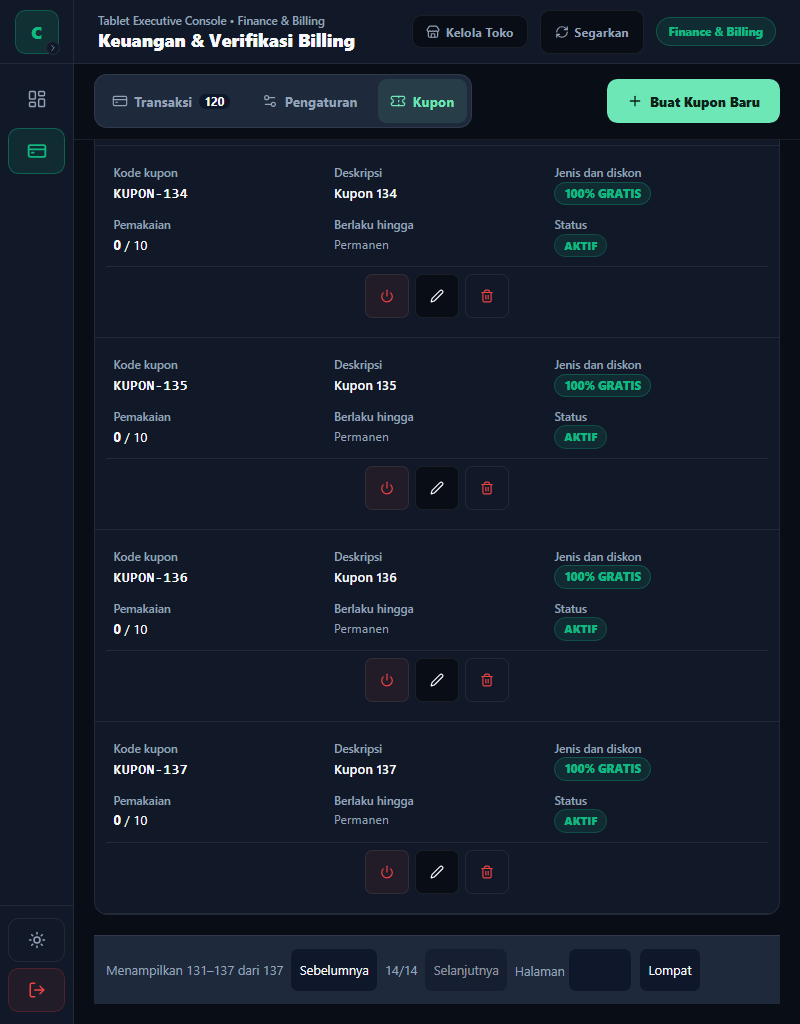 C
Tablet Executive Console • Finance & Billing
Keuangan & Verifikasi Billing
Kelola Toko
Segarkan
Finance & Billing
Transaksi 120
Pengaturan
Kupon
+ Buat Kupon Baru
Kode kupon Deskripsi Jenis dan diskon
KUPON-134 Kupon 134 100% GRATIS
Pemakaian Berlaku hingga Status
0 / 10 Permanen AKTIF
Kode kupon Deskripsi Jenis dan diskon
KUPON-135 Kupon 135 100% GRATIS
Pemakaian Berlaku hingga Status
0 / 10 Permanen AKTIF
Kode kupon Deskripsi Jenis dan diskon
KUPON-136 Kupon 136 100% GRATIS
Pemakaian Berlaku hingga Status
0 / 10 Permanen AKTIF
Kode kupon Deskripsi Jenis dan diskon
KUPON-137 Kupon 137 100% GRATIS
Pemakaian Berlaku hingga Status
0 / 10 Permanen AKTIF
Menampilkan 131–137 dari 137 Sebelumnya 14/14 Selanjutnya Halaman Lompat